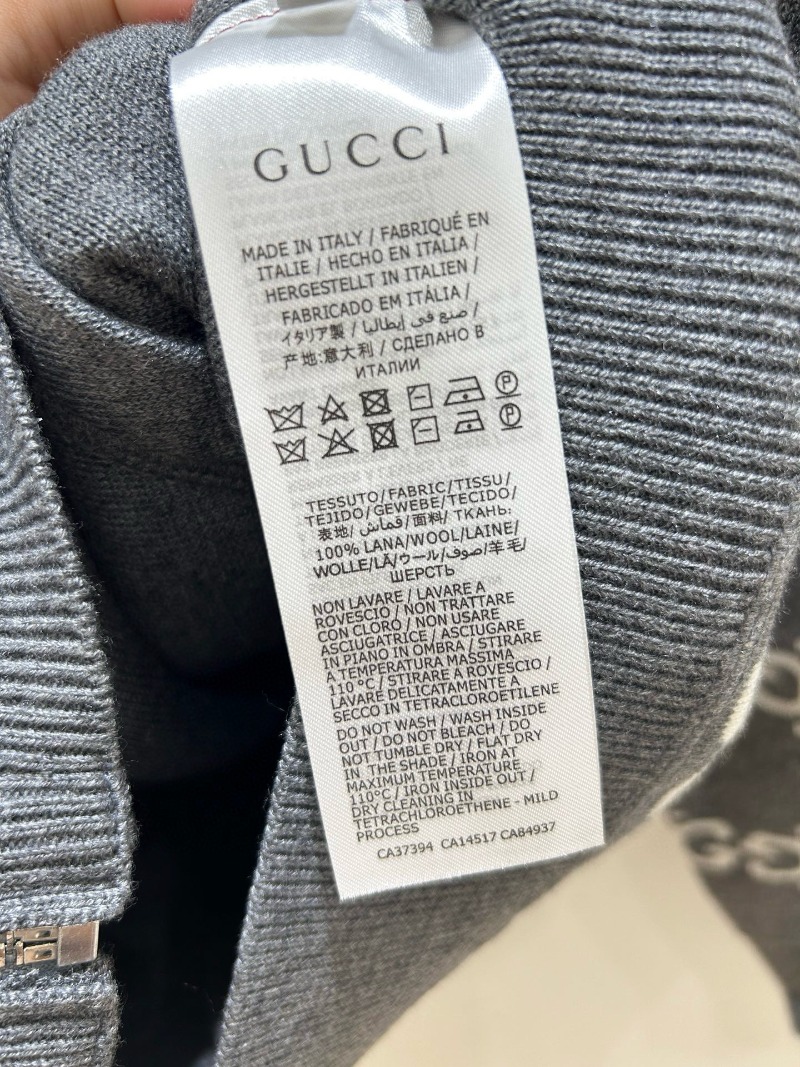 GUCCI
MADE IN ITALY / FABRIQUÉ EN
ITALIE / HECHO EN ITALIA /
HERGESTELLT IN ITALIEN /
FABRICADO EM ITÁLIA /
イタリア製 / صنع في إيطاليا /
产地:意大利 / СДЕЛАНО В
ИТАЛИИ
TESSUTO/FABRIC/TISSU/
TEJIDO/GEWEBE/TECIDO/
表地/ قماش/面料/ ТКАНЬ:
100% LANA/WOOL/LAINE/
WOLLE/LÃ/ウール/صوف/羊毛/
ШЕРСТЬ
NON LAVARE / LAVARE A
ROVESCIO / NON TRATTARE
CON CLORO / NON USARE
ASCIUGATRICE / ASCIUGARE
IN PIANO IN OMBRA / STIRARE
A TEMPERATURA MASSIMA
110 °C / STIRARE A ROVESCIO /
LAVARE DELICATAMENTE A
SECCO IN TETRACLOROETILENE
DO NOT WASH / WASH INSIDE
OUT / DO NOT BLEACH / DO
NOT TUMBLE DRY / FLAT DRY
IN THE SHADE / IRON AT
MAXIMUM TEMPERATURE
110°C / IRON INSIDE OUT /
DRY CLEANING IN
TETRACHLOROETHENE - MILD
PROCESS
CA37394 CA14517 CA84937